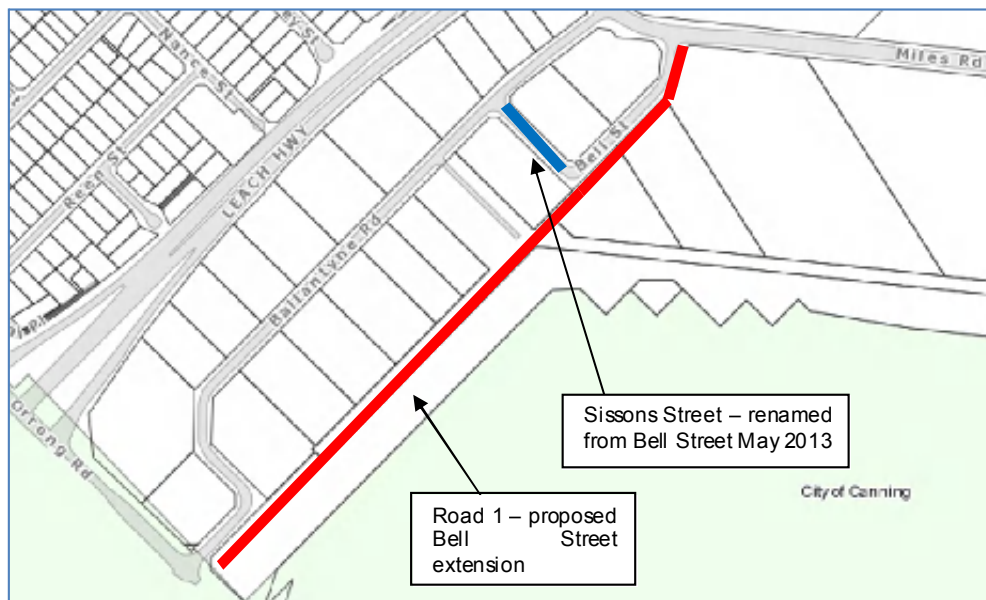 Nance St
Miles Rd
Reen St
LEACH HWY
Bell St
Ballantyne Rd
Orrong Rd
Sissons Street – renamed
from Bell Street May 2013
City of Canning
Road 1 – proposed
Bell Street
extension